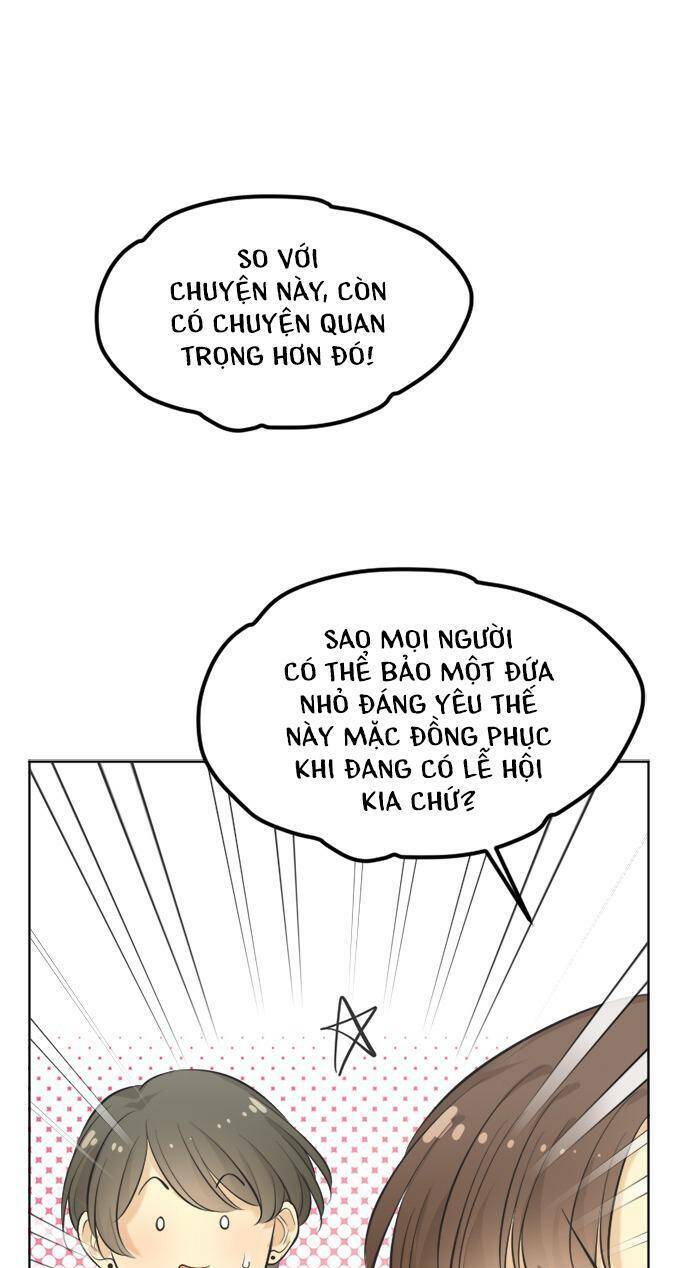 SO VỚI
CHUYỆN NÀY, CÒN
CÓ CHUYỆN QUAN
TRỌNG HƠN ĐÓ!
SAO MỌI NGƯỜI
CÓ THỂ BẢO MỘT ĐỨA
NHỎ ĐÁNG YÊU THẾ
NÀY MẶC ĐỒNG PHỤC
KHI ĐANG CÓ LỄ HỘI
KIA CHỨ?